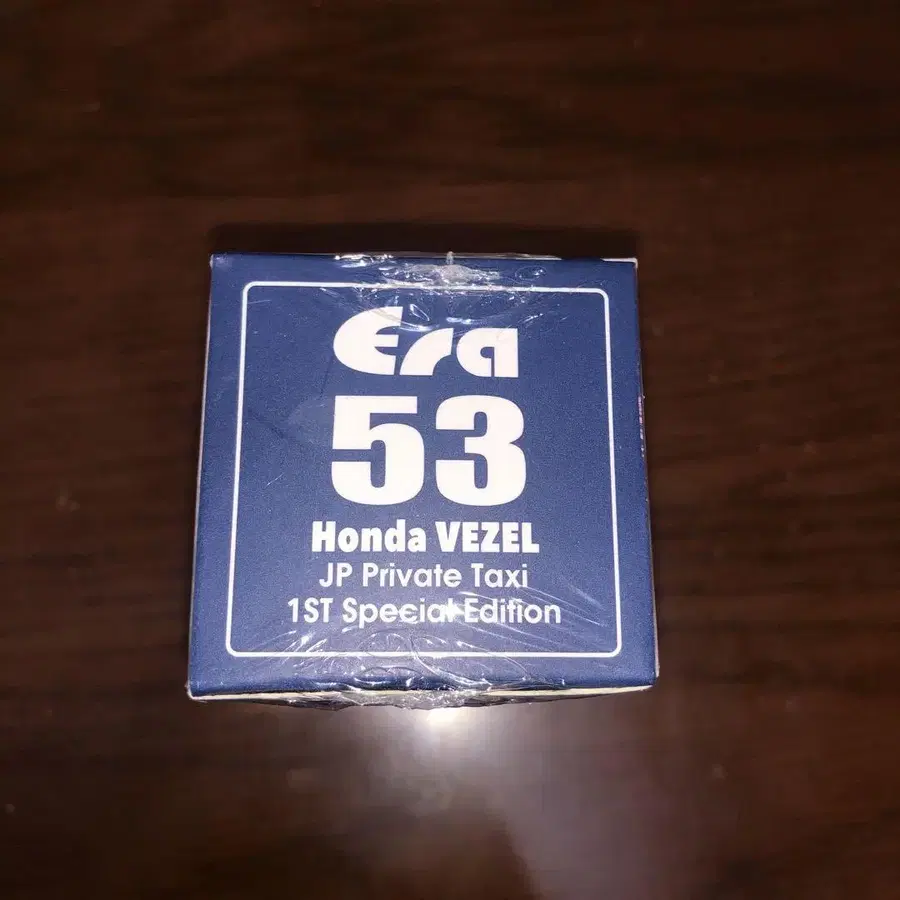 Era
53
Honda VEZEL
JP Private Taxi
1ST Special Edition